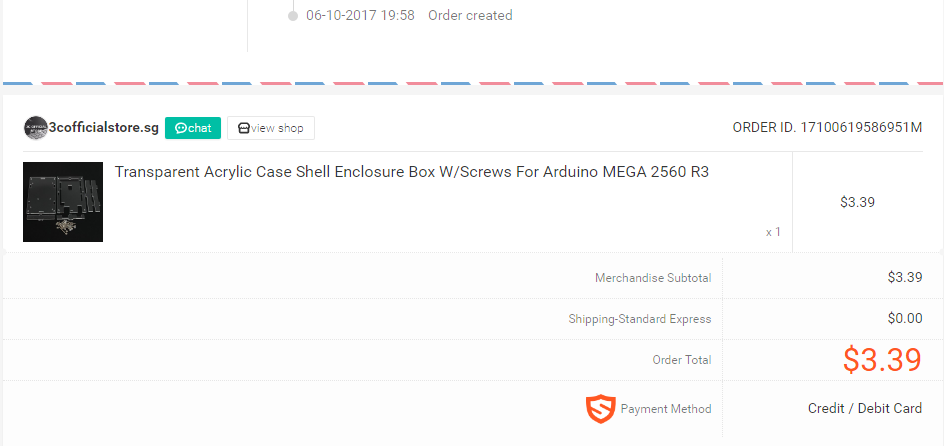 06-10-2017 19:58 Order created
3cofficialstore.sg chat view shop ORDER ID. 17100619586951M
Transparent Acrylic Case Shell Enclosure Box W/Screws For Arduino MEGA 2560 R3
$3.39
x 1
Merchandise Subtotal $3.39
Shipping-Standard Express $0.00
Order Total $3.39
Payment Method Credit / Debit Card